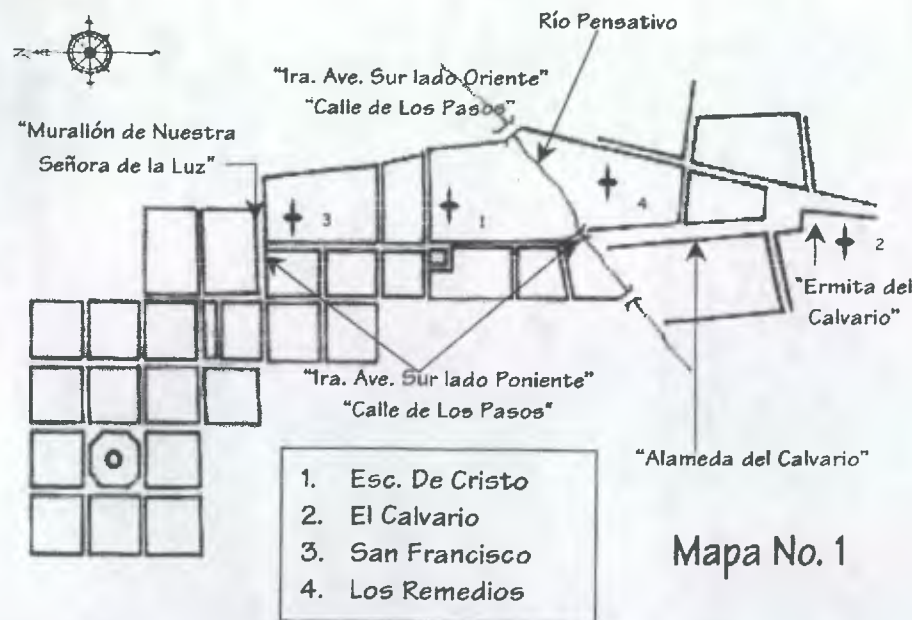 Río Pensativo
N
"1ra. Ave. Sur lado Oriente"
"Calle de Los Pasos"
"Murallón de Nuestra
Señora de la Luz"
3
1
4
2
"Ermita del
Calvario"
"1ra. Ave. Sur lado Poniente"
"Calle de Los Pasos"
"Alameda del Calvario"
1. Esc. De Cristo
2. El Calvario
3. San Francisco
4. Los Remedios
Mapa No. 1